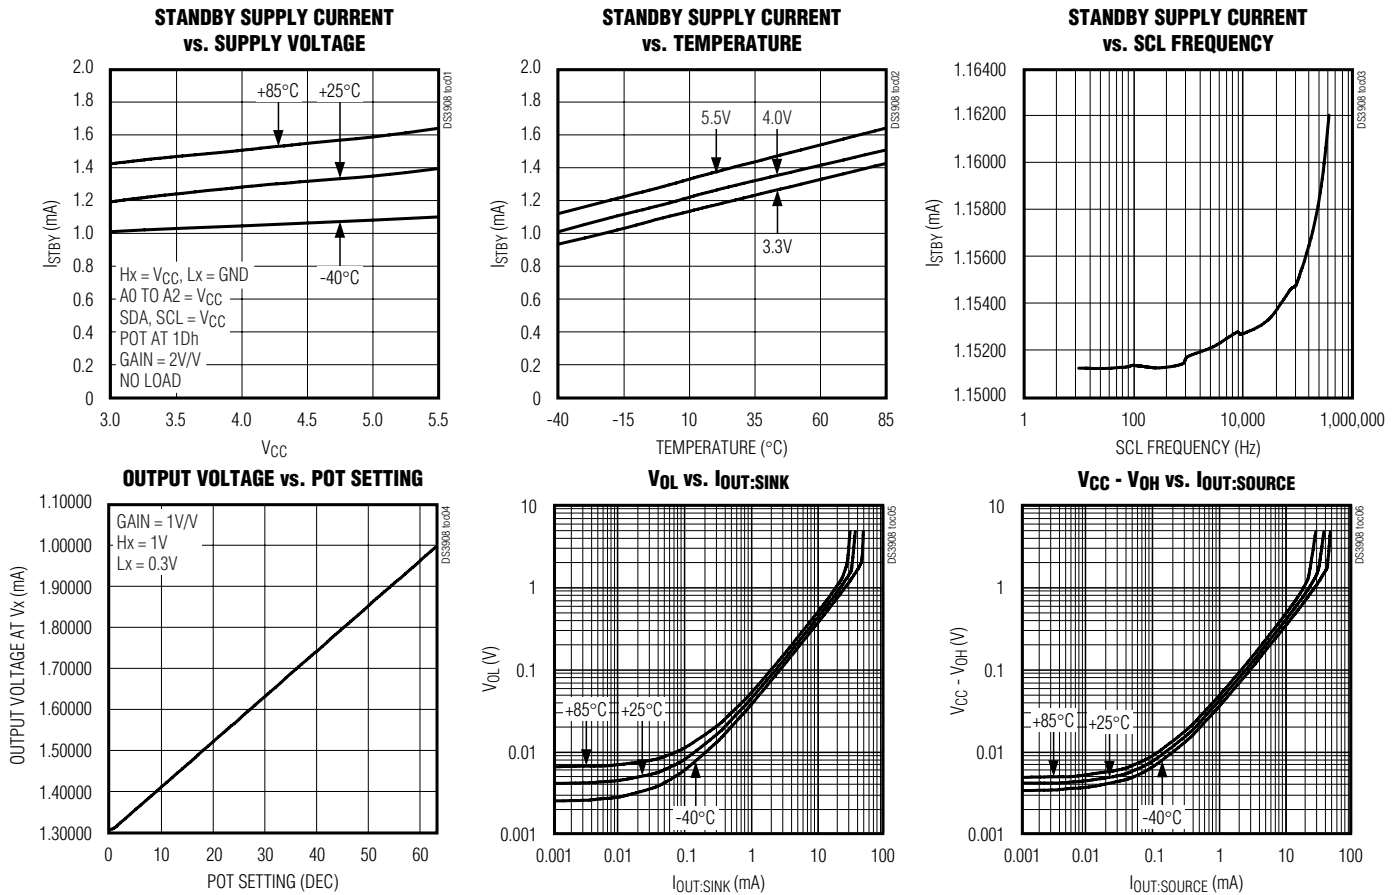 STANDBY SUPPLY CURRENT
vs. SUPPLY VOLTAGE
2.0
1.8
1.6
1.4
1.2
1.0
0.8
0.6
0.4
0.2
0
ISTBY (mA)
+85°C
+25°C
-40°C
Hx = VCC, Lx = GND
A0 TO A2 = VCC
SDA, SCL = VCC
POT AT 1Dh
GAIN = 2V/V
NO LOAD
DS3908 toc01
3.0 3.5 4.0 4.5 5.0 5.5
VCC
STANDBY SUPPLY CURRENT
vs. TEMPERATURE
2.0
1.8
1.6
1.4
1.2
1.0
0.8
0.6
0.4
0.2
0
ISTBY (mA)
5.5V
4.0V
3.3V
DS3908 toc02
-40 -15 10 35 60 85
TEMPERATURE (°C)
STANDBY SUPPLY CURRENT
vs. SCL FREQUENCY
1.16400
1.16200
1.16000
1.15800
1.15600
1.15400
1.15200
1.15000
ISTBY (mA)
DS3908 toc03
1 100 10,000 1,000,000
SCL FREQUENCY (Hz)
OUTPUT VOLTAGE vs. POT SETTING
1.10000
1.00000
1.90000
1.80000
1.70000
1.60000
1.50000
1.40000
1.30000
OUTPUT VOLTAGE AT Vx (mA)
GAIN = 1V/V
Hx = 1V
Lx = 0.3V
DS3908 toc04
0 10 20 30 40 50 60
POT SETTING (DEC)
VOL vs. IOUT:SINK
10
1
0.1
0.01
0.001
VOL (V)
+85°C
+25°C
-40°C
DS3908 toc05
0.001 0.01 0.1 1 10 100
IOUT:SINK (mA)
VCC - VOH vs. IOUT:SOURCE
10
1
0.1
0.01
0.001
VCC - VOH (V)
+85°C
+25°C
-40°C
DS3908 toc06
0.001 0.01 0.1 1 10 100
IOUT:SOURCE (mA)